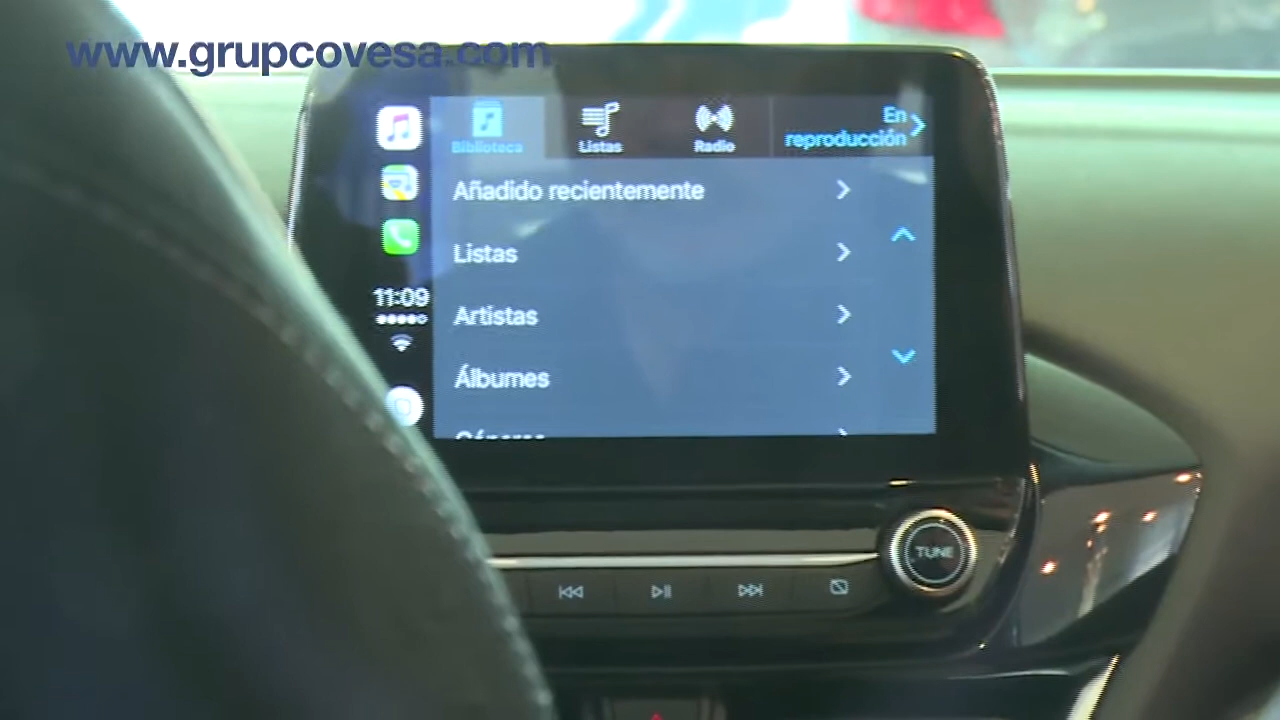 www.grupcovesa.com
Biblioteca
Listas
Radio
En
reproducción
Añadido recientemente
Listas
11:09
Artistas
Álbumes
TUNE